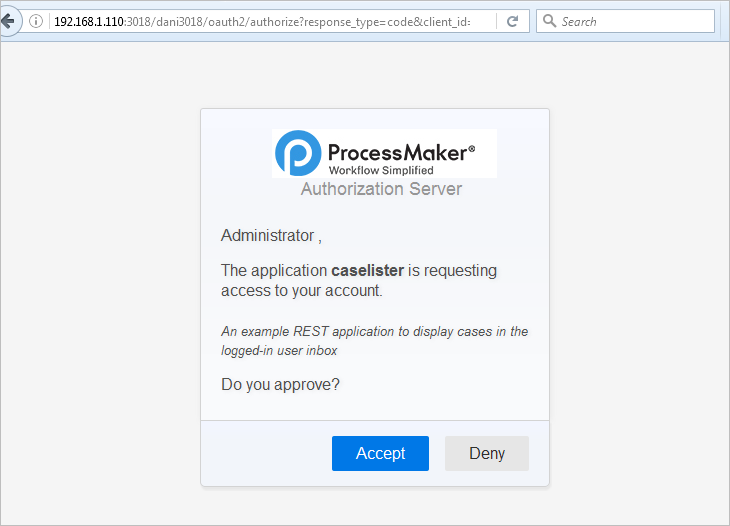 192.168.1.110:3018/dani3018/oauth2/authorize?response_type=code&client_id=
Search
ProcessMaker®
Workflow Simplified
Authorization Server
Administrator ,
The application caselister is requesting
access to your account.
An example REST application to display cases in the
logged-in user inbox
Do you approve?
Accept
Deny